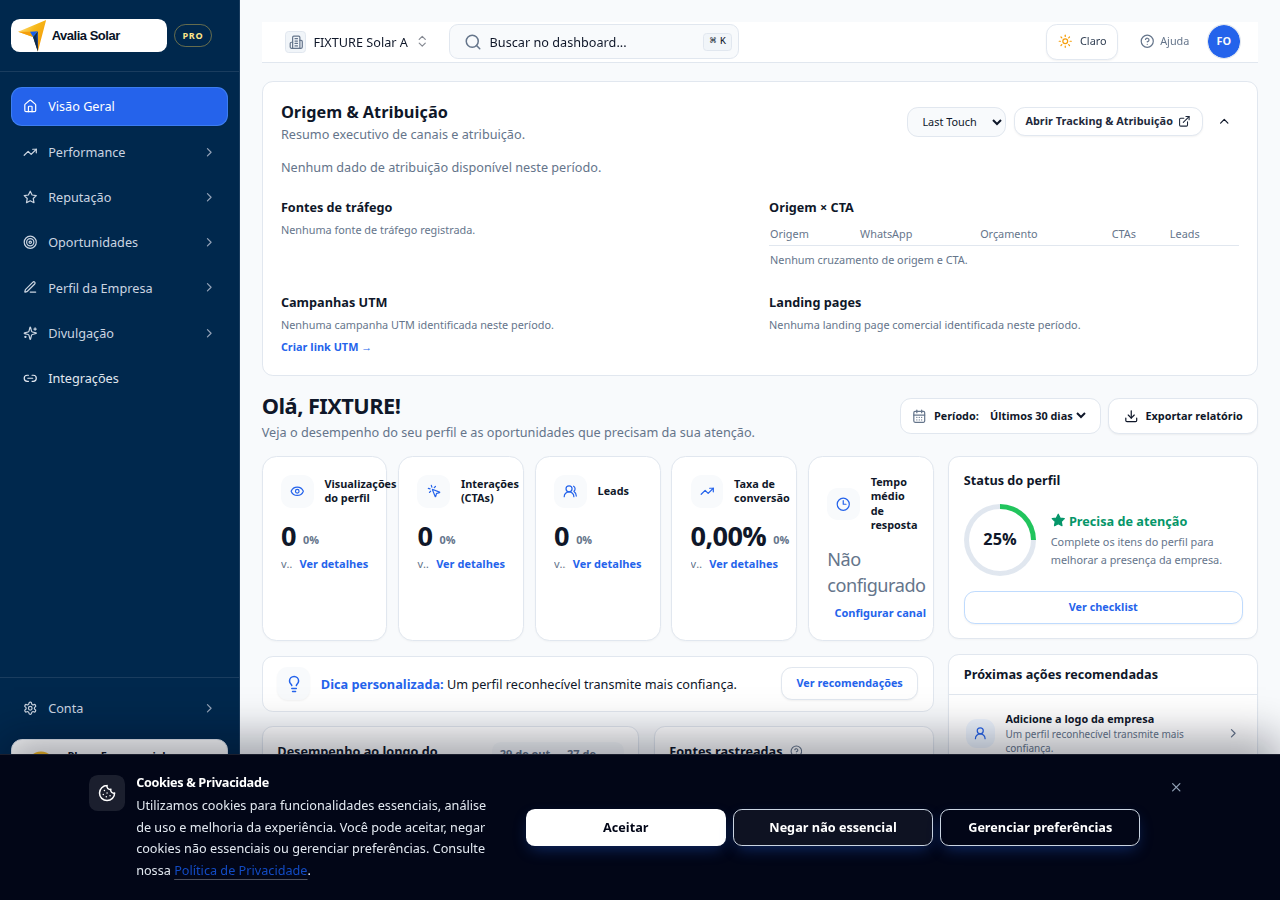 Avalia Solar
PRO
Visão Geral
Performance
Reputação
Oportunidades
Perfil da Empresa
Divulgação
Integrações
Conta
FIXTURE Solar A
Buscar no dashboard...
⌘ K
Claro
Ajuda
FO
Origem & Atribuição
Resumo executivo de canais e atribuição.
Last Touch
Abrir Tracking & Atribuição
Nenhum dado de atribuição disponível neste período.
Fontes de tráfego
Nenhuma fonte de tráfego registrada.
Origem × CTA
Origem WhatsApp Orçamento CTAs Leads
Nenhum cruzamento de origem e CTA.
Campanhas UTM
Nenhuma campanha UTM identificada neste período.
Criar link UTM →
Landing pages
Nenhuma landing page comercial identificada neste período.
Olá, FIXTURE!
Veja o desempenho do seu perfil e as oportunidades que precisam da sua atenção.
Período: Últimos 30 dias
Exportar relatório
Visualizações
do perfil
0 0%
v.. Ver detalhes
Interações
(CTAs)
0 0%
v.. Ver detalhes
Leads
0 0%
v.. Ver detalhes
Taxa de
conversão
0,00% 0%
v.. Ver detalhes
Tempo
médio
de
resposta
Não
configurado
Configurar canal
Status do perfil
25%
Precisa de atenção
Complete os itens do perfil para
melhorar a presença da empresa.
Ver checklist
Dica personalizada: Um perfil reconhecível transmite mais confiança.
Ver recomendações
Próximas ações recomendadas
Adicione a logo da empresa
Um perfil reconhecível transmite mais
confiança.
Desempenho ao longo do
Fontes rastreadas
Cookies & Privacidade
Utilizamos cookies para funcionalidades essenciais, análise
de uso e melhoria da experiência. Você pode aceitar, negar
cookies não essenciais ou gerenciar preferências. Consulte
nossa Política de Privacidade.
Aceitar
Negar não essencial
Gerenciar preferências